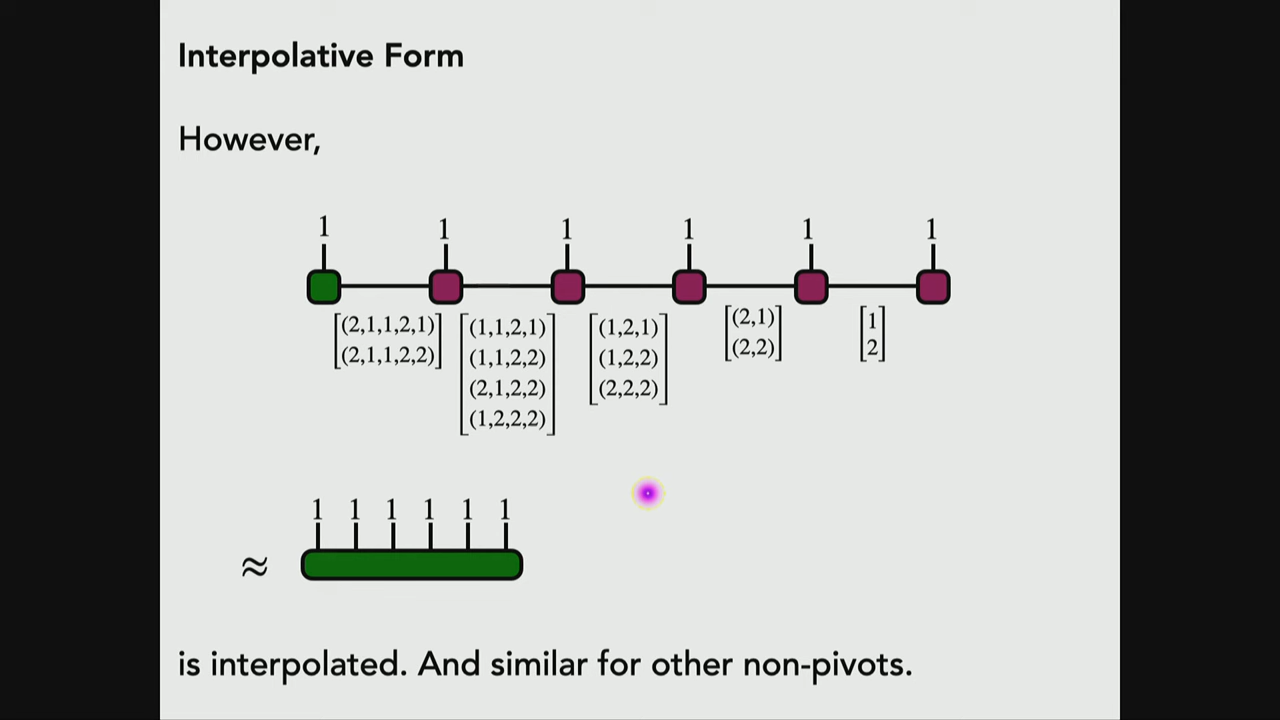 Interpolative Form
However,
1 1 1 1 1 1
[(2,1,1,2,1)] [(1,1,2,1)] [(1,2,1)] [(2,1)] [1]
(2,1,1,2,2) (1,1,2,2) (1,2,2) (2,2) 2
(2,1,2,2) (2,2,2)
(1,2,2,2)
1 1 1 1 1 1
≈
is interpolated. And similar for other non-pivots.